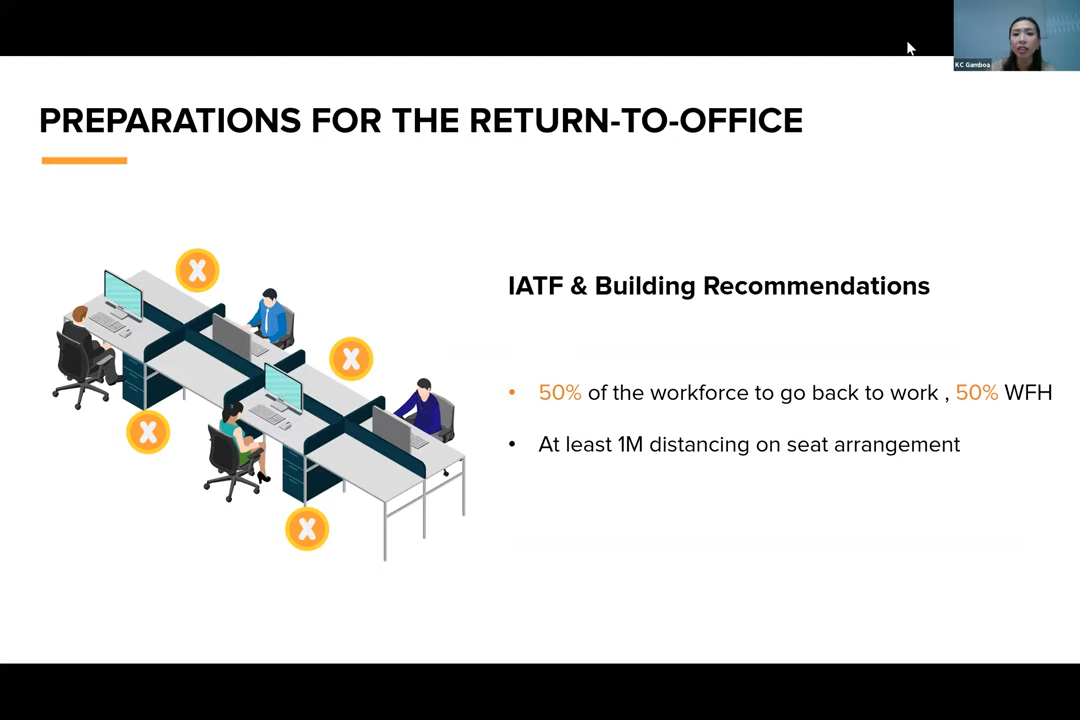 KC Gamboa
PREPARATIONS FOR THE RETURN-TO-OFFICE
X
X
X
X
IATF & Building Recommendations
• 50% of the workforce to go back to work , 50% WFH
• At least 1M distancing on seat arrangement